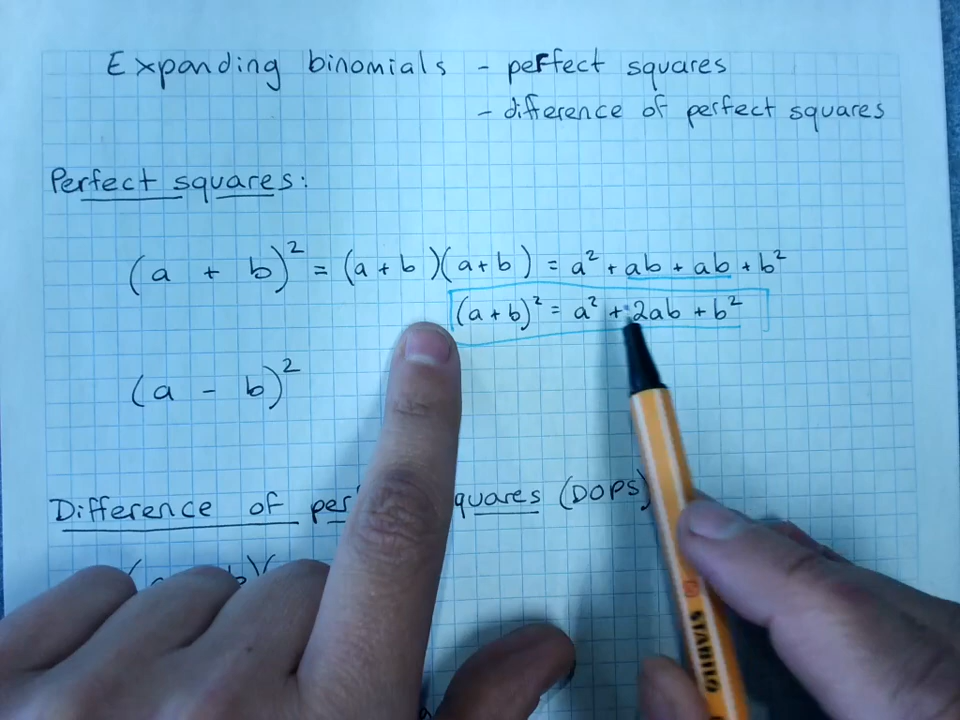 Expanding binomials - perfect squares
- difference of perfect squares
Perfect squares:
(a + b)² = (a + b)(a + b) = a² + ab + ab + b²
(a + b)² = a² + 2ab + b²
(a - b)²
Difference of squares (DOPS)
STABILO